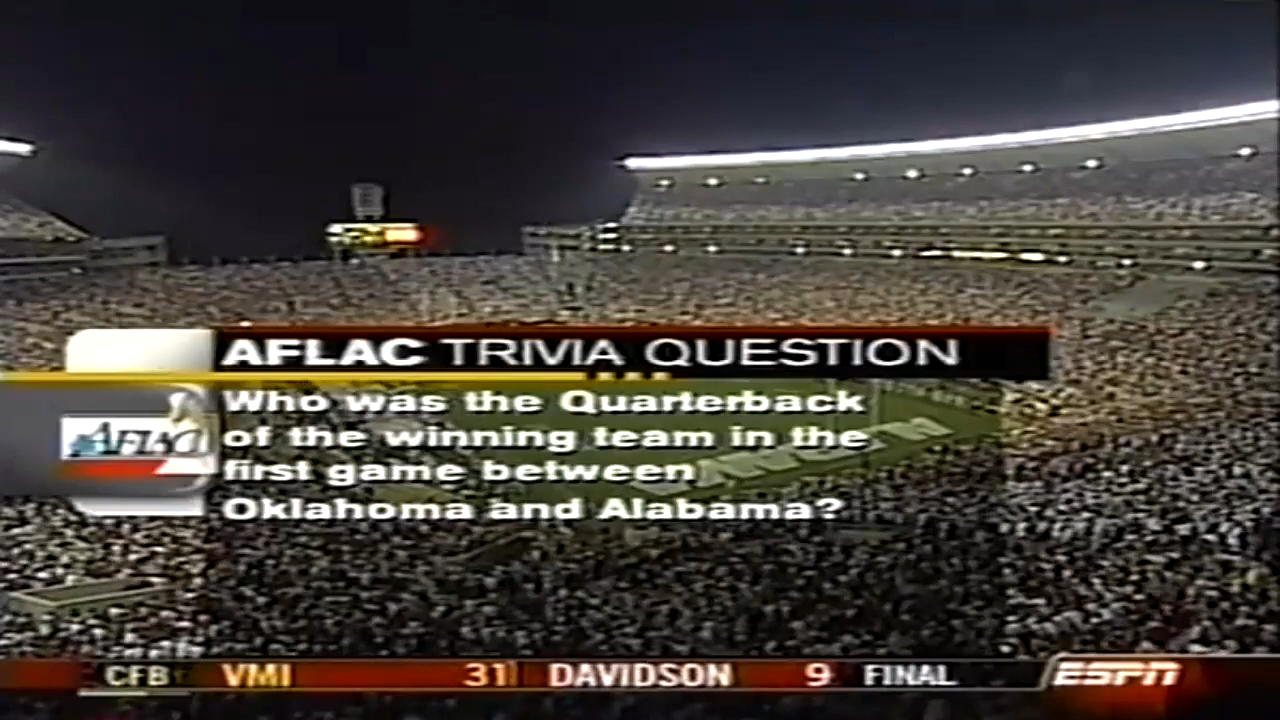 AFLAC TRIVIA QUESTION
AFLAC
Who was the Quarterback
of the winning team in the
first game between
Oklahoma and Alabama?
CFB VMI 31 DAVIDSON 9 FINAL ESPN